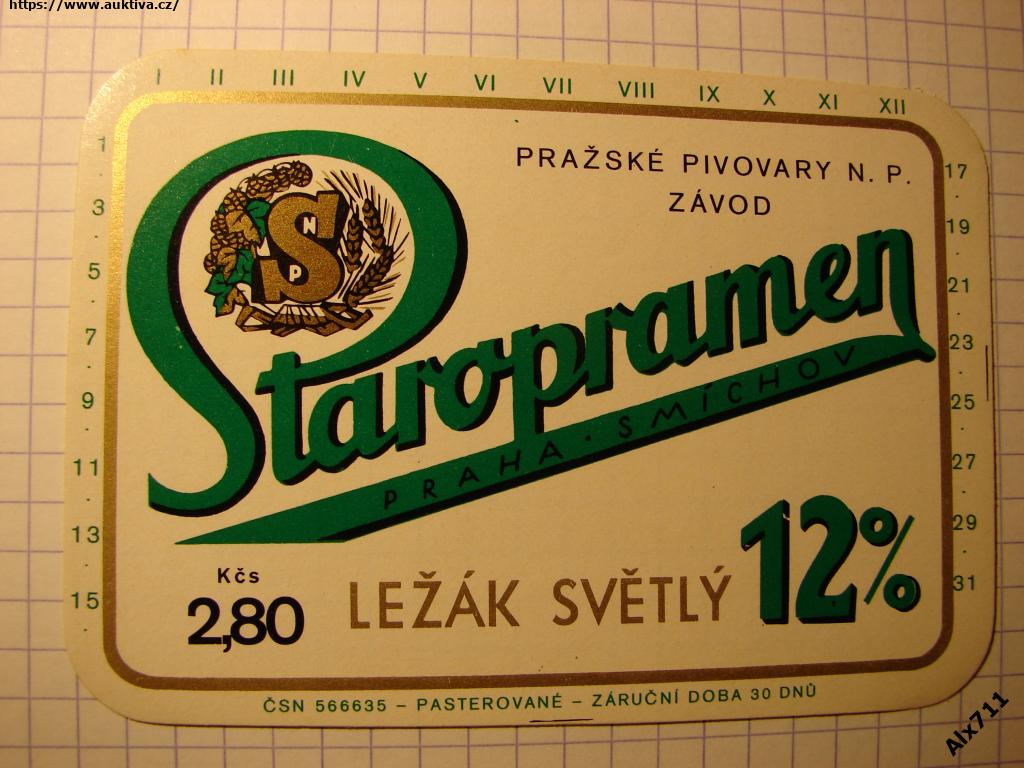 https://www.auktiva.cz/
I II III IV V VI VII VIII IX X XI XII
1
3
5
7
9
11
13
15
PRAŽSKÉ PIVOVARY N. P.
ZÁVOD
S
N
P
Staropramen
PRAHA · SMÍCHOV
12%
Kčs
2,80
LEŽÁK SVĚTLÝ
17
19
21
23
25
27
29
31
ČSN 566635 – PASTEROVANÉ – ZÁRUČNÍ DOBA 30 DNŮ
Alx711